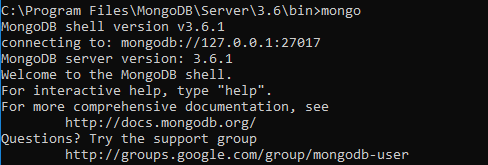 C:\Program Files\MongoDB\Server\3.6\bin>mongo
MongoDB shell version v3.6.1
connecting to: mongodb://127.0.0.1:27017
MongoDB server version: 3.6.1
Welcome to the MongoDB shell.
For interactive help, type "help".
For more comprehensive documentation, see
        http://docs.mongodb.org/
Questions? Try the support group
        http://groups.google.com/group/mongodb-user